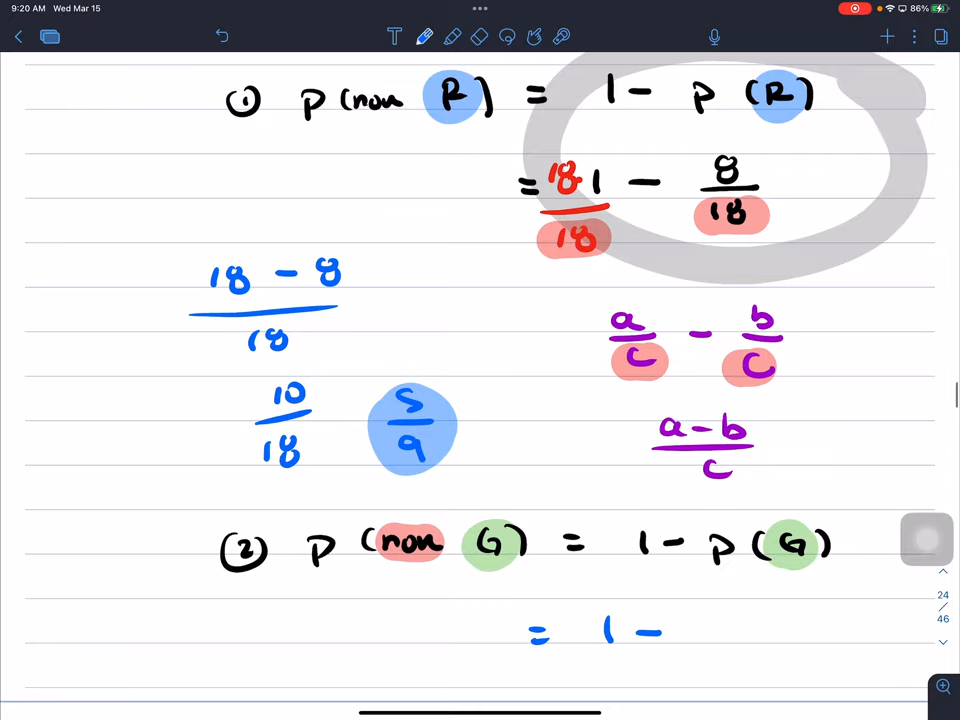 9:20 AM Wed Mar 15
86%
① P (non R) = 1 - P (R)
= 18 1 / 18 - 8 / 18
18 - 8 / 18
a / c - b / c
10 / 18
5 / 9
a - b / c
② P (non G) = 1 - P (G)
= 1 -
24 / 46